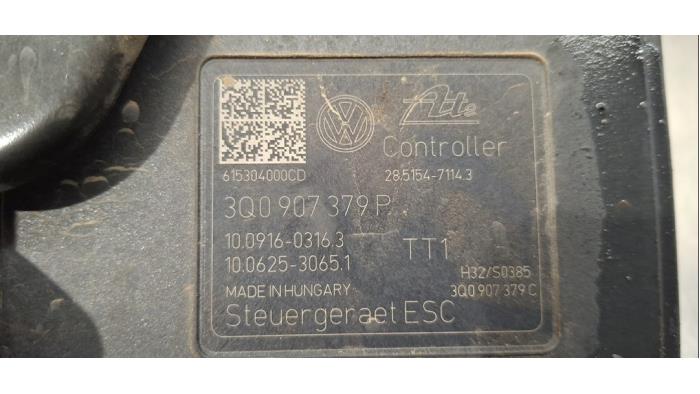 Ate
Controller
615304000CD
28.5154-7114.3
3Q0 907 379 P
10.0916-0316.3
TT1
10.0625-3065.1
H32/S0385
MADE IN HUNGARY
3Q0 907 379 C
Steuergeraet ESC